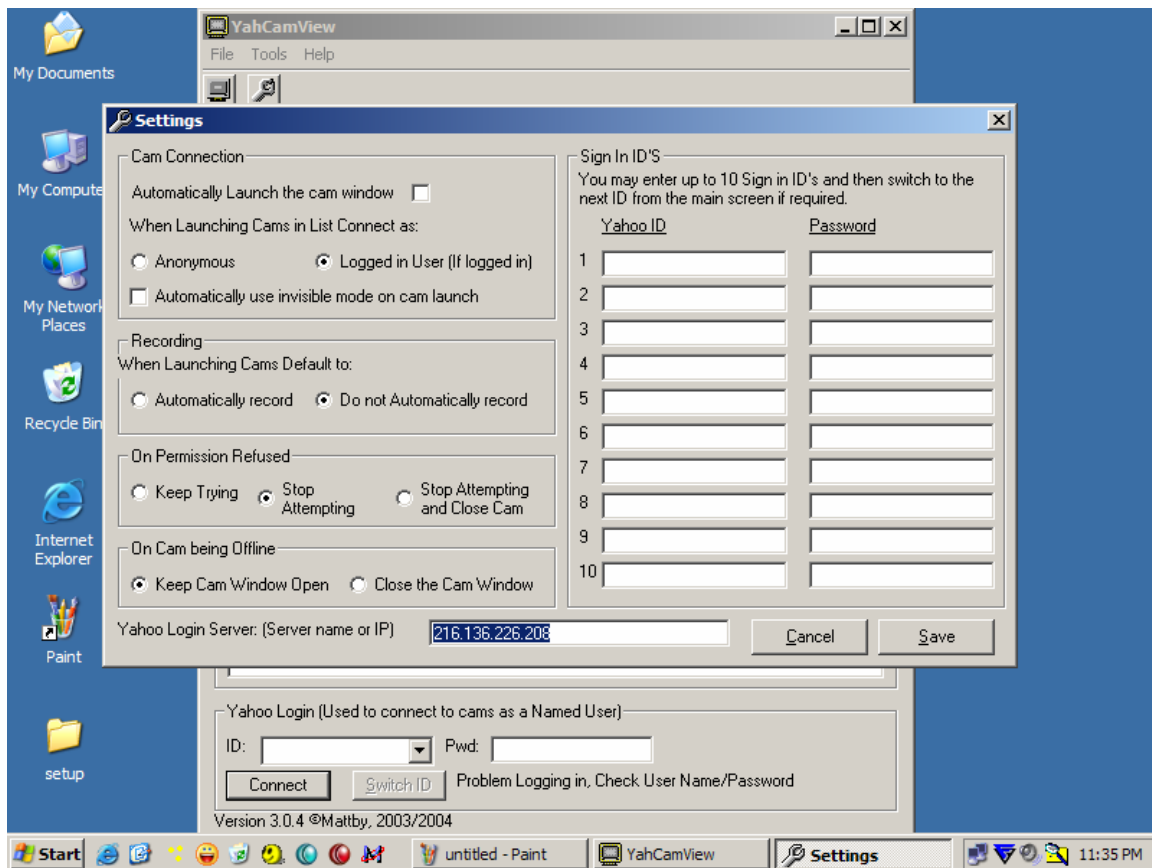 My Documents
My Compute
My Network
Places
Recycle Bin
Internet
Explorer
Paint
setup
YahCamView
File Tools Help
Settings
Cam Connection
Automatically Launch the cam window
When Launching Cams in List Connect as:
Anonymous Logged in User (If logged in)
Automatically use invisible mode on cam launch
Recording
When Launching Cams Default to:
Automatically record Do not Automatically record
On Permission Refused
Keep Trying Stop Attempting Stop Attempting and Close Cam
On Cam being Offline
Keep Cam Window Open Close the Cam Window
Sign In ID'S
You may enter up to 10 Sign in ID's and then switch to the
next ID from the main screen if required.
Yahoo ID Password
1
2
3
4
5
6
7
8
9
10
Yahoo Login Server: (Server name or IP) 216.136.226.208 Cancel Save
Yahoo Login (Used to connect to cams as a Named User)
ID: Pwd:
Connect Switch ID Problem Logging in, Check User Name/Password
Version 3.0.4 ©Mattby, 2003/2004
Start untitled - Paint YahCamView Settings 11:35 PM